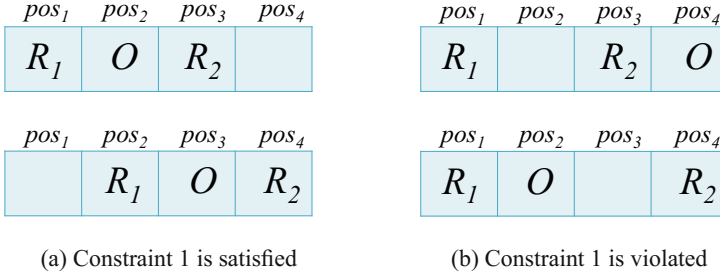 pos₁ pos₂ pos₃ pos₄ pos₁ pos₂ pos₃ pos₄
R₁ O R₂ R₁ R₂ O
pos₁ pos₂ pos₃ pos₄ pos₁ pos₂ pos₃ pos₄
R₁ O R₂ R₁ O R₂
(a) Constraint 1 is satisfied (b) Constraint 1 is violated